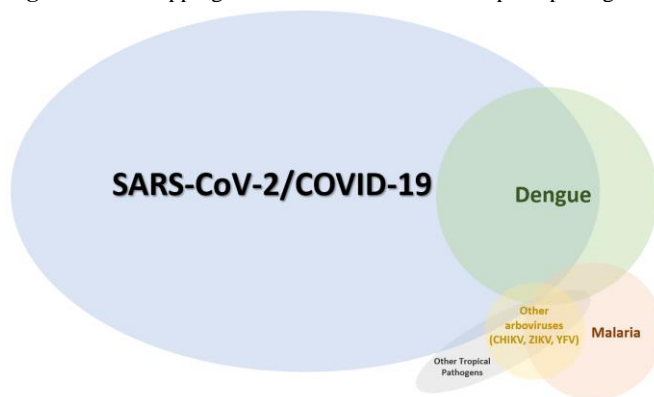 SARS-CoV-2/COVID-19
Dengue
Other
arboviruses
(CHIKV, ZIKV, YFV)
Malaria
Other Tropical
Pathogens